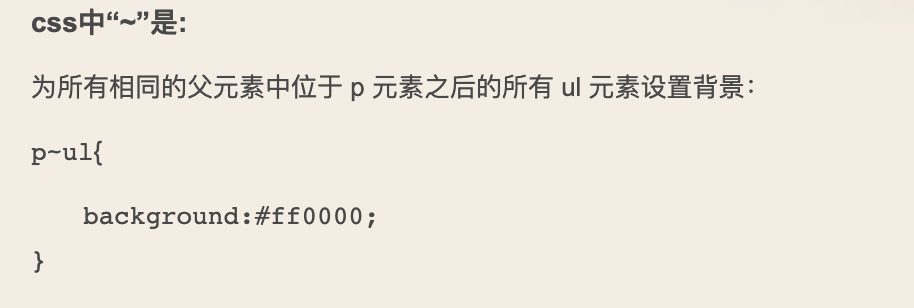 css中“~”是:
为所有相同的父元素中位于 p 元素之后的所有 ul 元素设置背景：
p~ul{
    background:#ff0000;
}